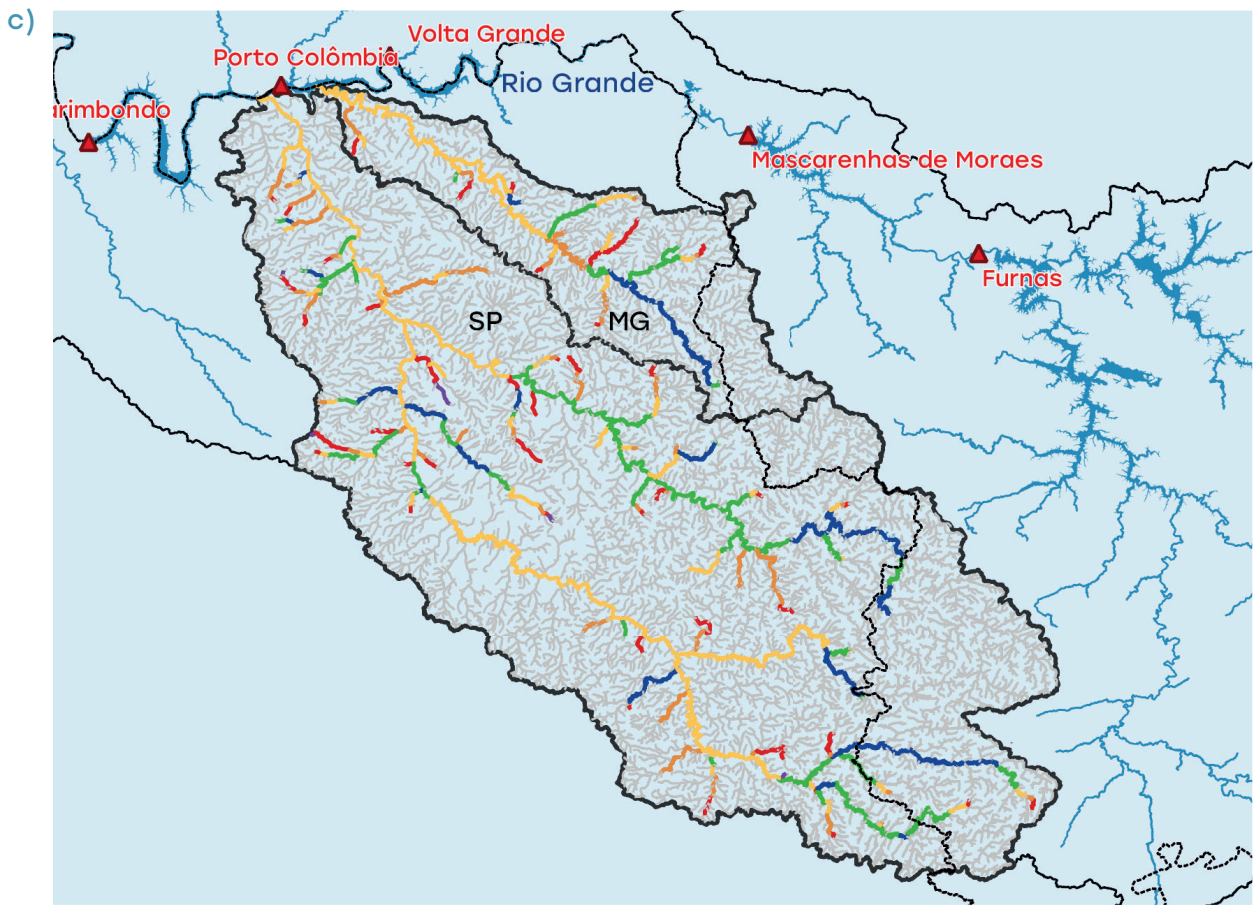 c)
Volta Grande
Porto Colômbia
Rio Grande
arimbondo
Mascarenhas de Moraes
Furnas
SP
MG